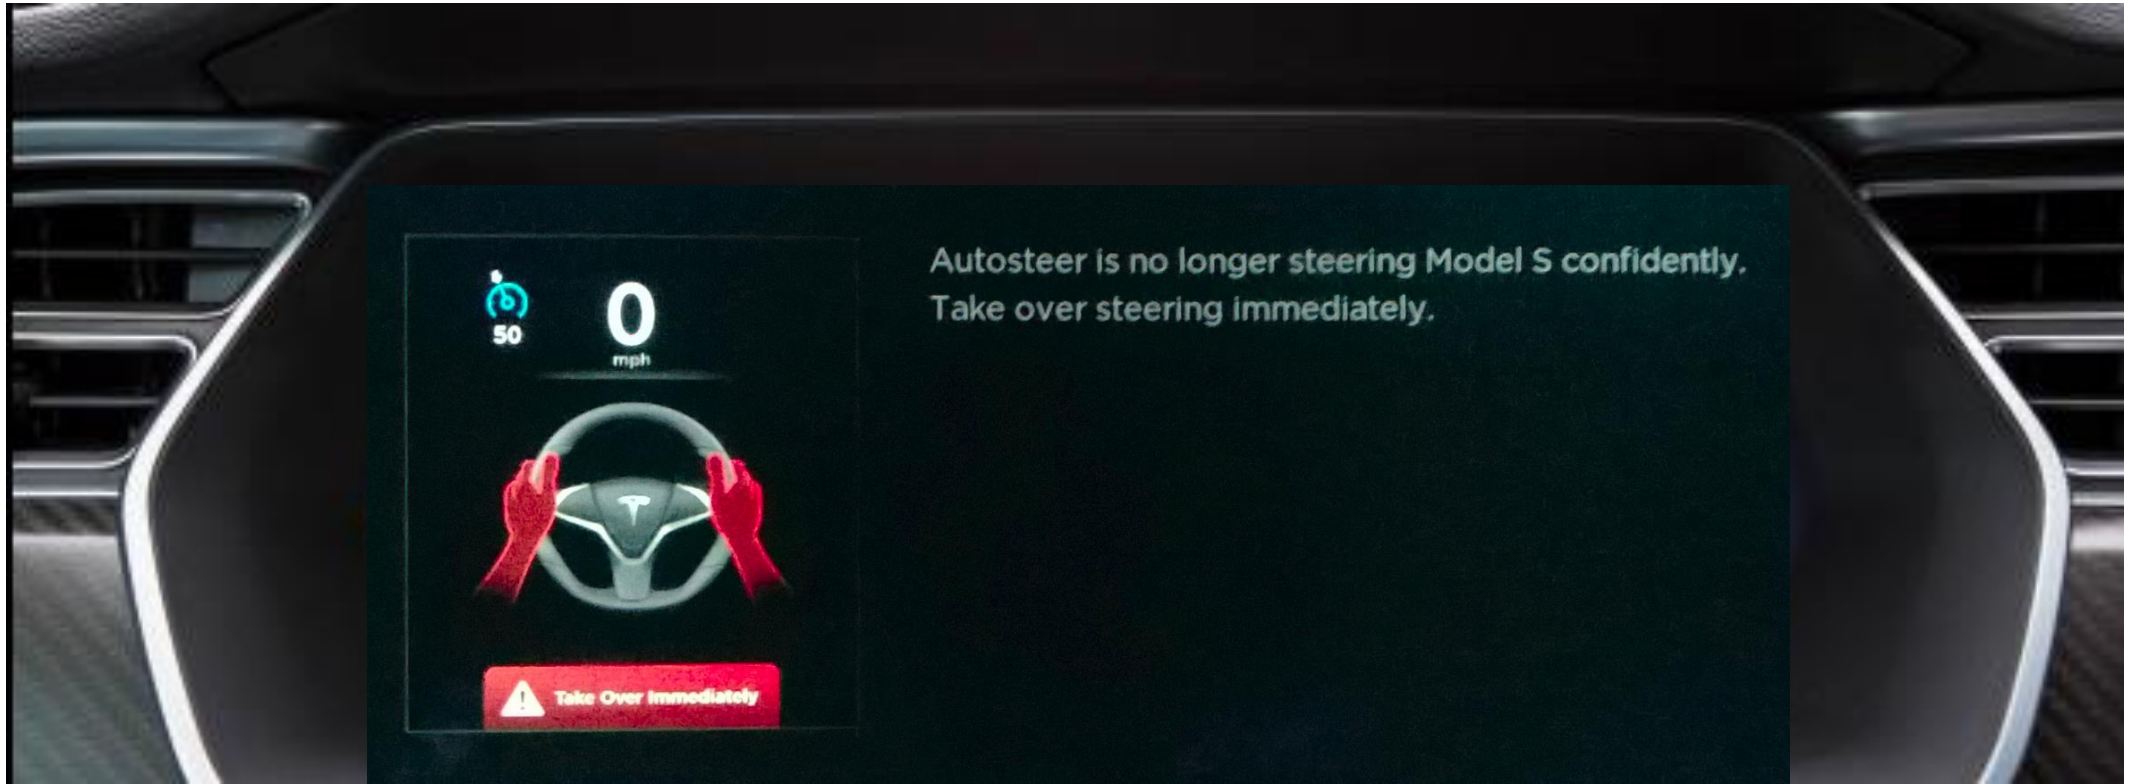 50
0
mph
Take Over Immediately
Autosteer is no longer steering Model S confidently.
Take over steering immediately.